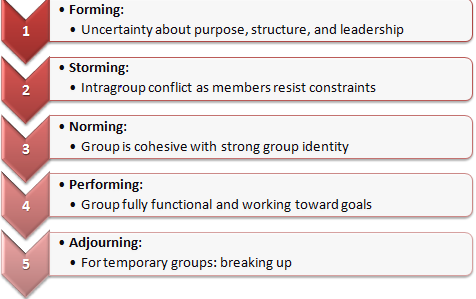 1
• Forming:
• Uncertainty about purpose, structure, and leadership
2
• Storming:
• Intragroup conflict as members resist constraints
3
• Norming:
• Group is cohesive with strong group identity
4
• Performing:
• Group fully functional and working toward goals
5
• Adjourning:
• For temporary groups: breaking up